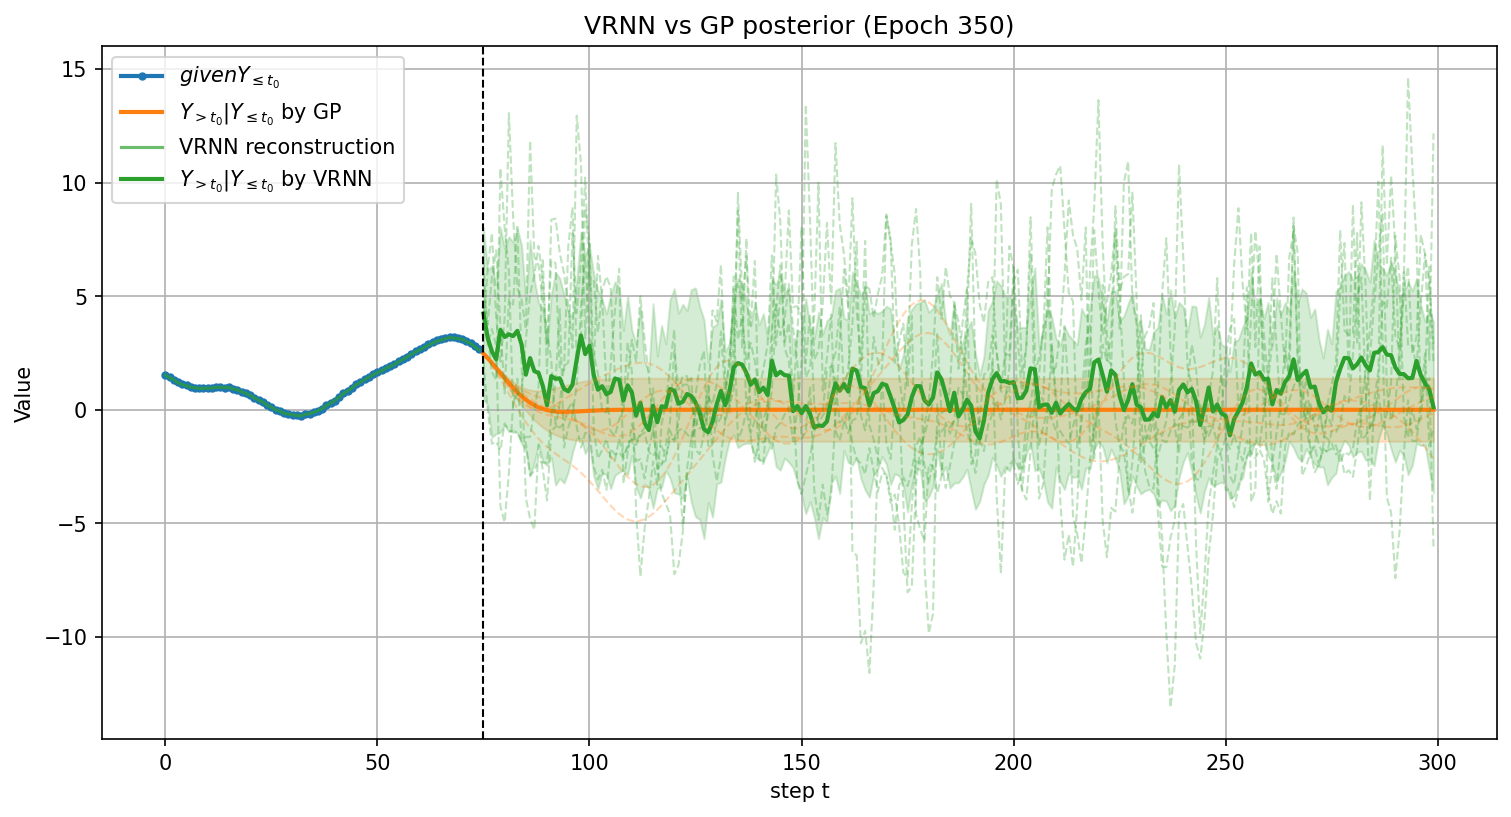 VRNN vs GP posterior (Epoch 350)
givenY≤t₀
Y>t₀|Y≤t₀ by GP
VRNN reconstruction
Y>t₀|Y≤t₀ by VRNN
Value
15
10
5
0
−5
−10
0 50 100 150 200 250 300
step t